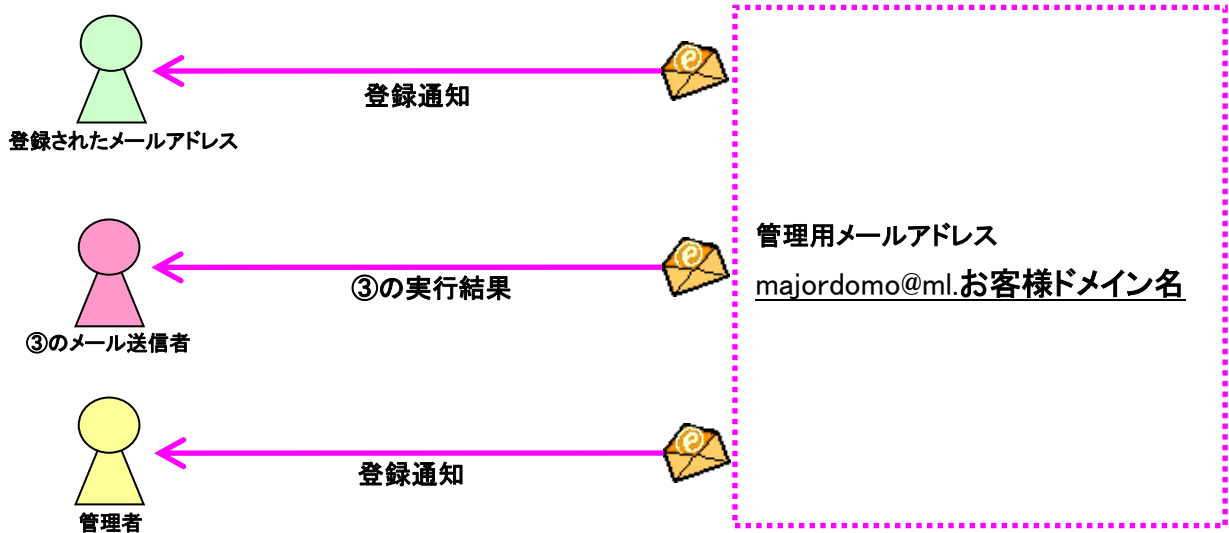 登録通知
登録されたメールアドレス
管理用メールアドレス
majordomo@ml.お客様ドメイン名
③の実行結果
③のメール送信者
登録通知
管理者